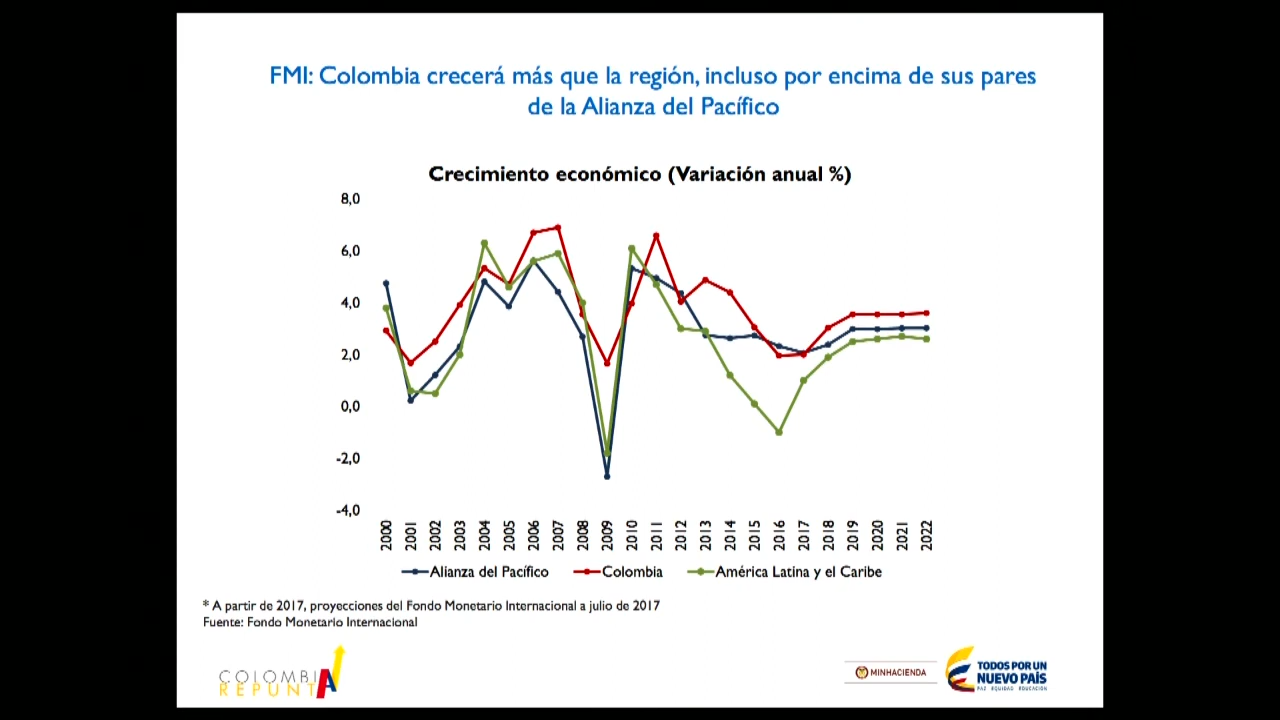 FMI: Colombia crecerá más que la región, incluso por encima de sus pares
de la Alianza del Pacífico
Crecimiento económico (Variación anual %)
8,0
6,0
4,0
2,0
0,0
-2,0
-4,0
2000 2001 2002 2003 2004 2005 2006 2007 2008 2009 2010 2011 2012 2013 2014 2015 2016 2017 2018 2019 2020 2021 2022
Alianza del Pacífico Colombia América Latina y el Caribe
* A partir de 2017, proyecciones del Fondo Monetario Internacional a julio de 2017
Fuente: Fondo Monetario Internacional
COLOMBIA
REPUNTA
MINHACIENDA
TODOS POR UN
NUEVO PAÍS
PAZ EQUIDAD EDUCACIÓN